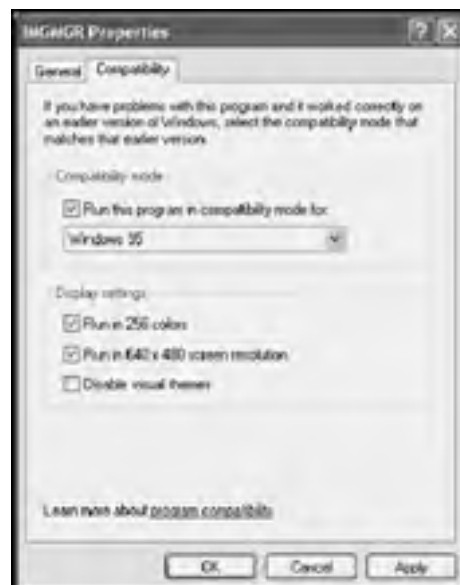 IMGMGR Properties
General Compatibility
If you have problems with this program and it worked correctly on
an earlier version of Windows, select the compatibility mode that
matches that earlier version.
Compatibility mode
Run this program in compatibility mode for:
Windows 95
Display settings
Run in 256 colors
Run in 640 x 480 screen resolution
Disable visual themes
Learn more about program compatibility.
OK Cancel Apply